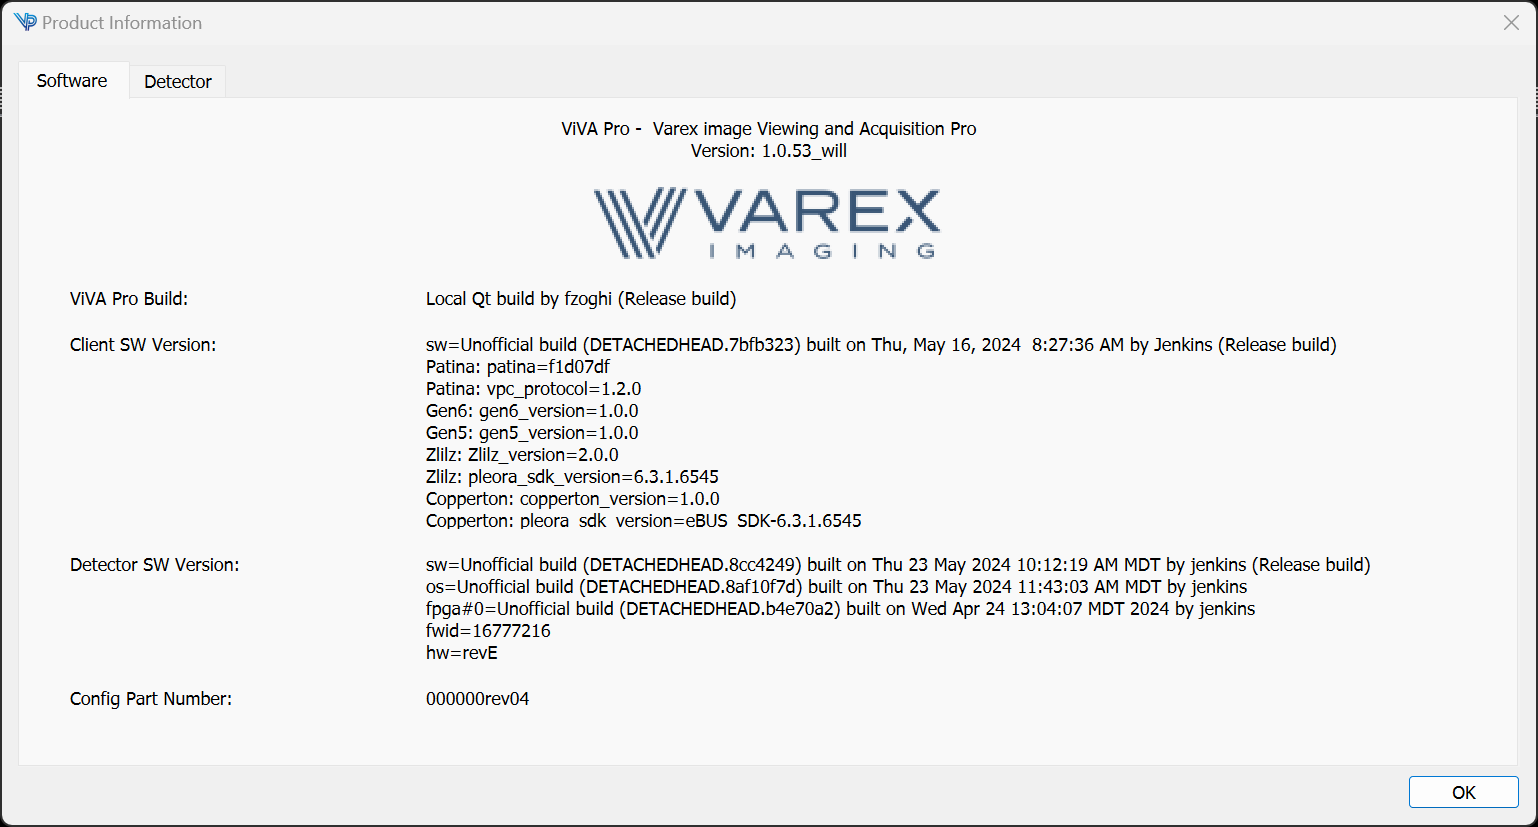 Product Information
Software
Detector
ViVA Pro -  Varex image Viewing and Acquisition Pro
Version: 1.0.53_will
VAREX
IMAGING
ViVA Pro Build: Local Qt build by fzoghi (Release build)
Client SW Version: sw=Unofficial build (DETACHEDHEAD.7bfb323) built on Thu, May 16, 2024  8:27:36 AM by Jenkins (Release build)
Patina: patina=f1d07df
Patina: vpc_protocol=1.2.0
Gen6: gen6_version=1.0.0
Gen5: gen5_version=1.0.0
Zlilz: Zlilz_version=2.0.0
Zlilz: pleora_sdk_version=6.3.1.6545
Copperton: copperton_version=1.0.0
Copperton: pleora_sdk_version=eBUS_SDK-6.3.1.6545
Detector SW Version: sw=Unofficial build (DETACHEDHEAD.8cc4249) built on Thu 23 May 2024 10:12:19 AM MDT by jenkins (Release build)
os=Unofficial build (DETACHEDHEAD.8af10f7d) built on Thu 23 May 2024 11:43:03 AM MDT by jenkins
fpga#0=Unofficial build (DETACHEDHEAD.b4e70a2) built on Wed Apr 24 13:04:07 MDT 2024 by jenkins
fwid=16777216
hw=revE
Config Part Number: 000000rev04
OK